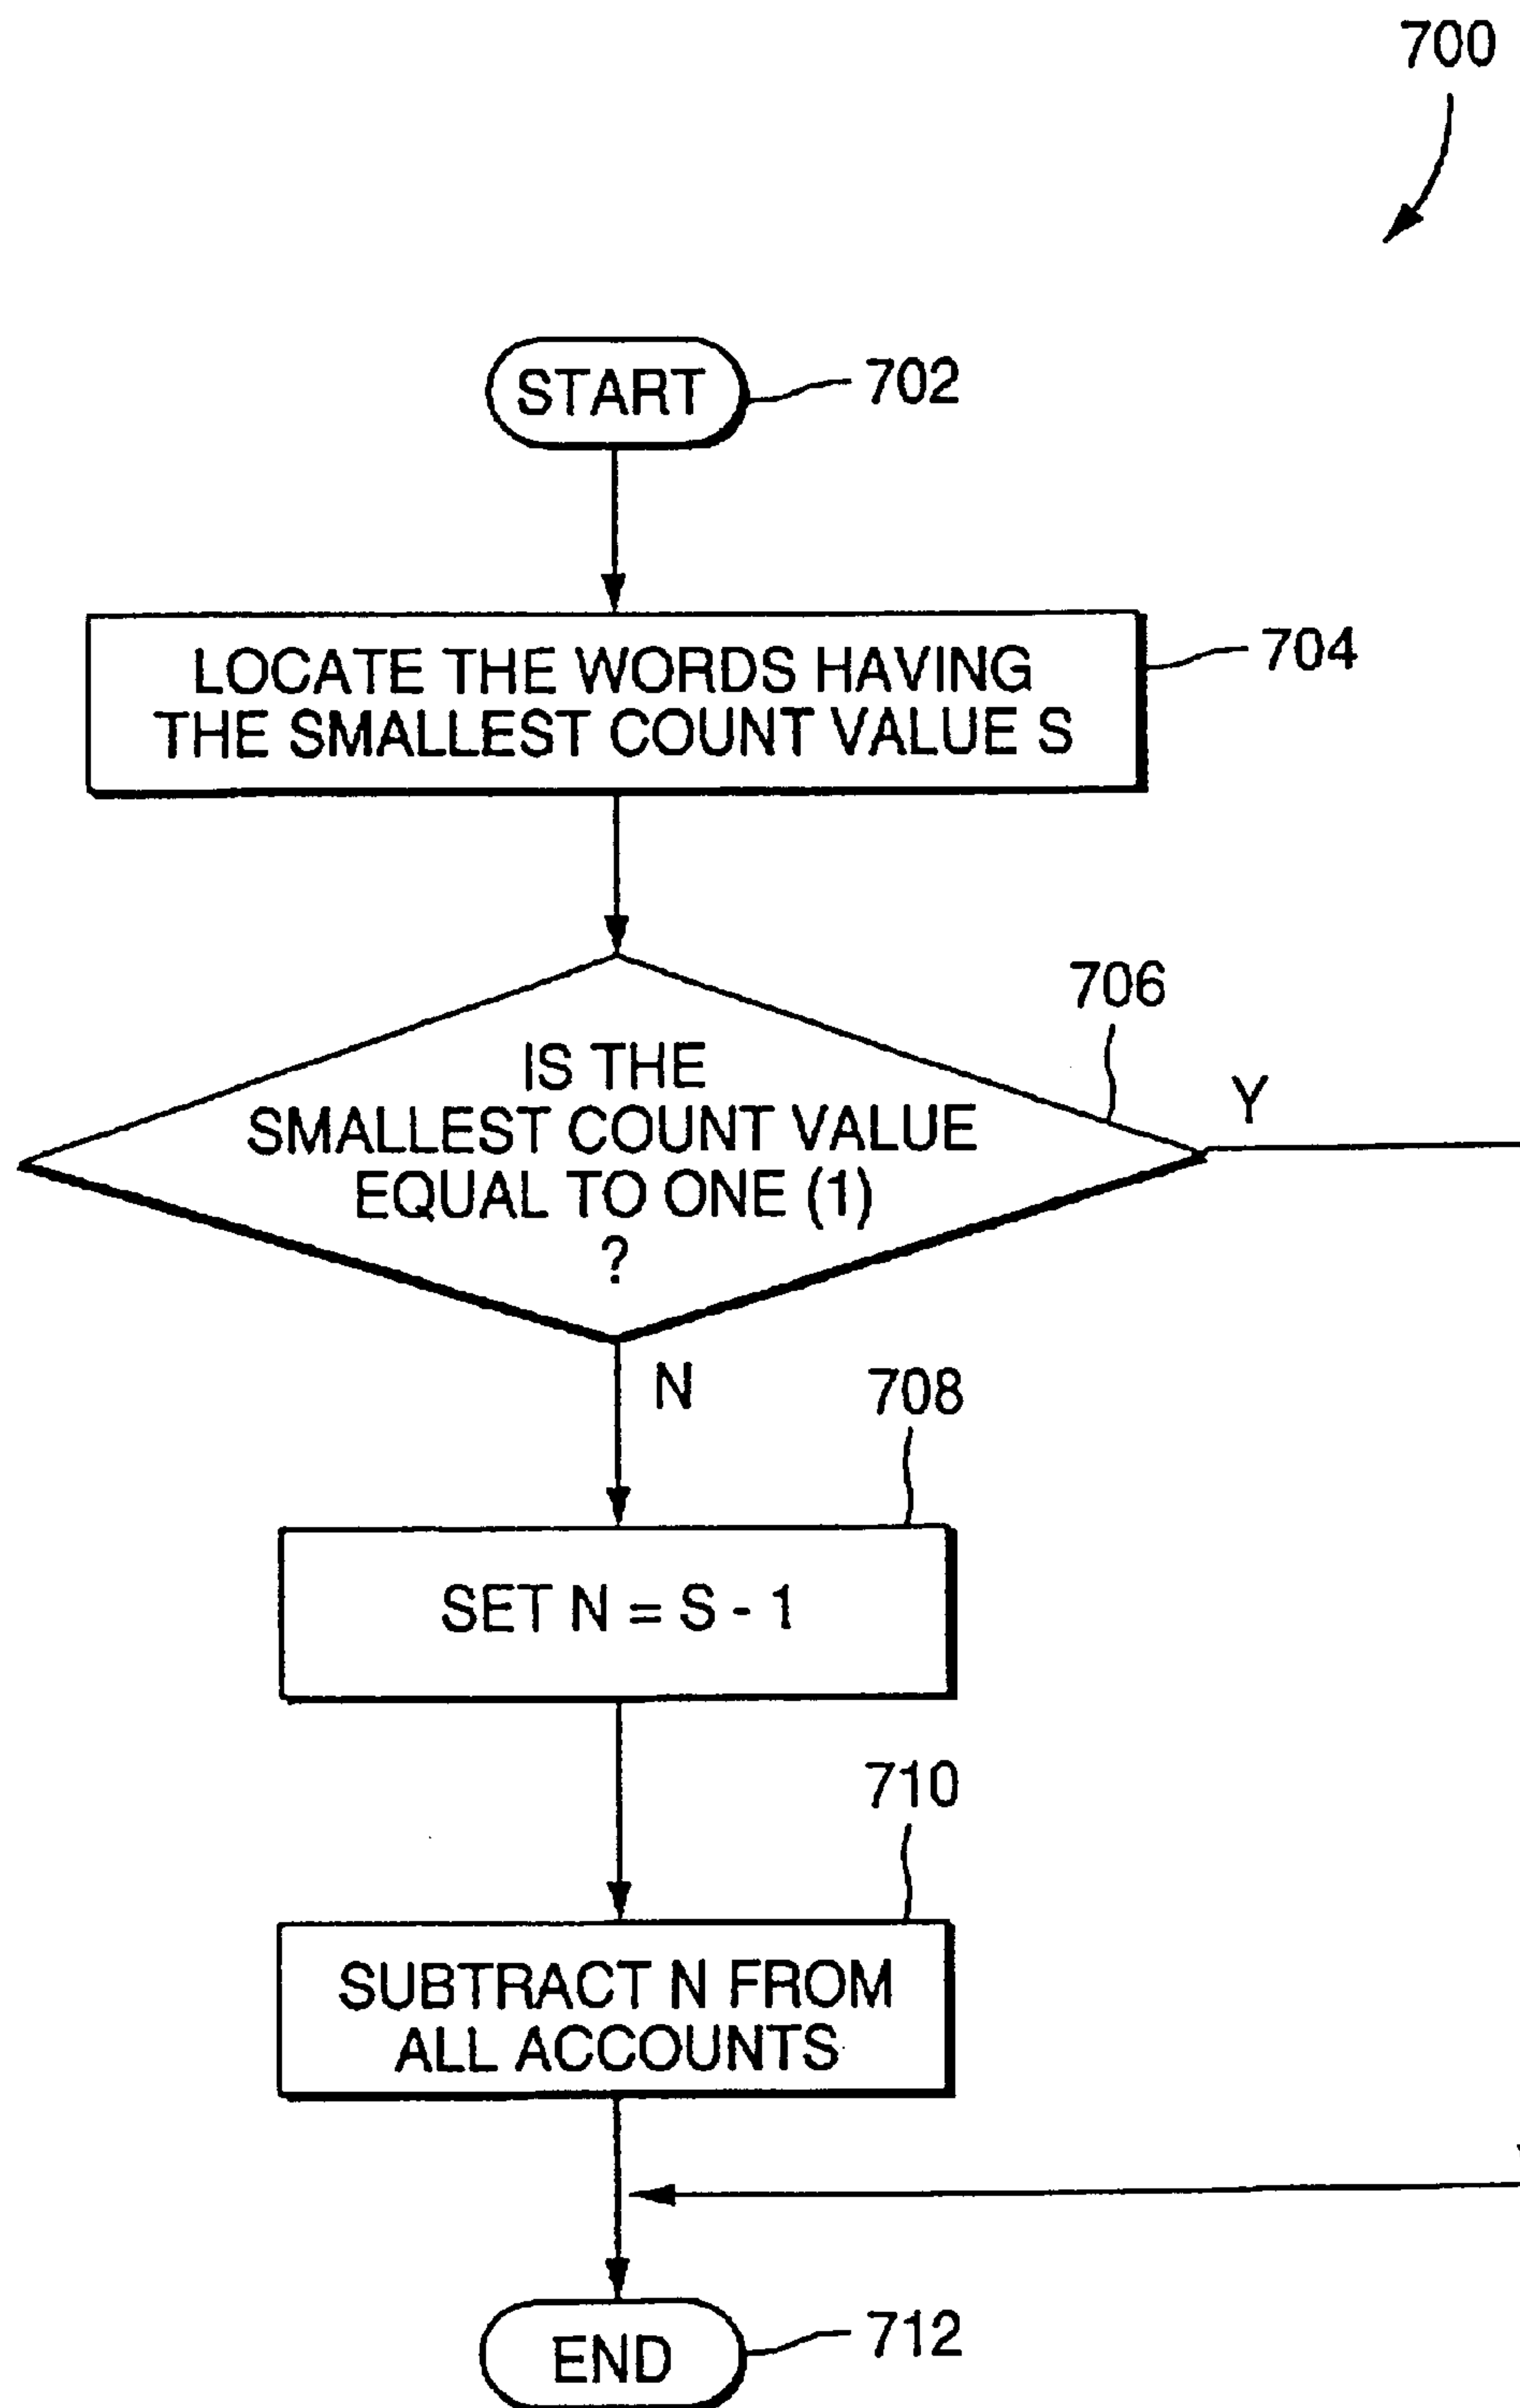 700
START
702
LOCATE THE WORDS HAVING
THE SMALLEST COUNT VALUE S
704
706
IS THE
SMALLEST COUNT VALUE
EQUAL TO ONE (1)
?
Y
N
708
SET N = S - 1
710
SUBTRACT N FROM
ALL ACCOUNTS
END
712